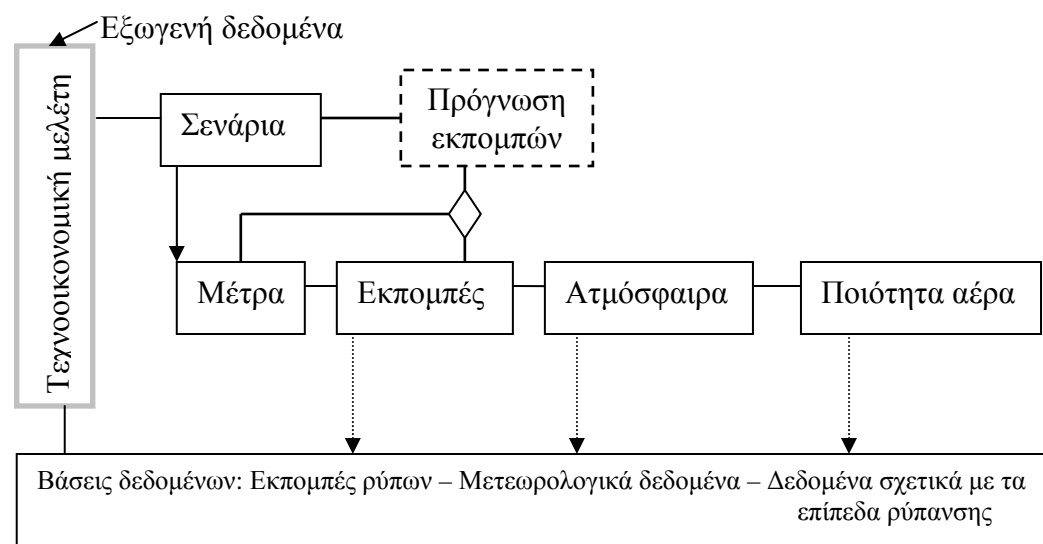 Εξωγενή δεδομένα
Τεχνοοικονομική μελέτη
Σενάρια
Πρόγνωση
εκπομπών
Μέτρα
Εκπομπές
Ατμόσφαιρα
Ποιότητα αέρα
Βάσεις δεδομένων: Εκπομπές ρύπων – Μετεωρολογικά δεδομένα – Δεδομένα σχετικά με τα
επίπεδα ρύπανσης